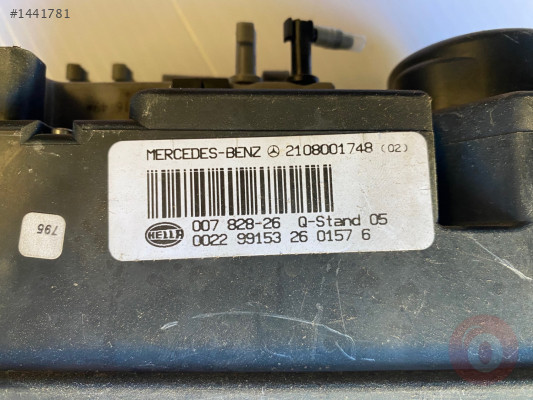 #1441781
MERCEDES-BENZ 2108001748 (02)
007 828-26 Q-Stand 05
HELLA
0022 99153 26 0157 6
795